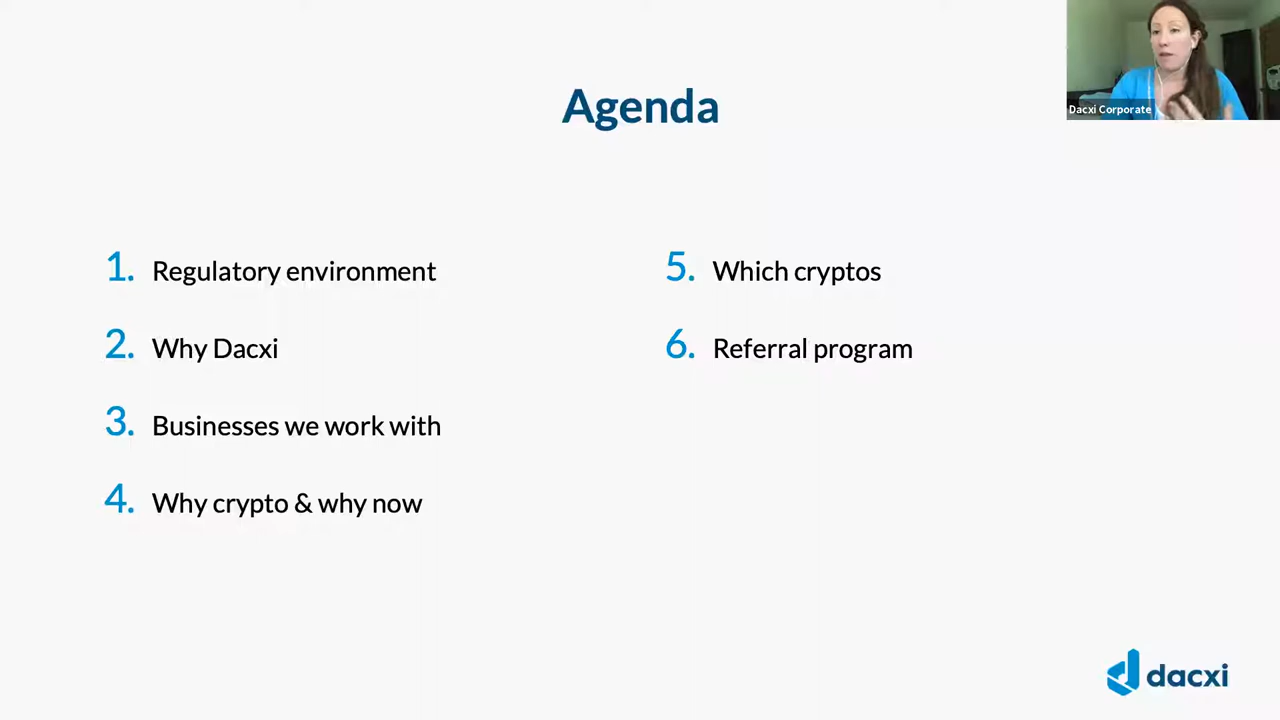 Agenda
Dacxi Corporate
1. Regulatory environment
2. Why Dacxi
3. Businesses we work with
4. Why crypto & why now
5. Which cryptos
6. Referral program
dacxi